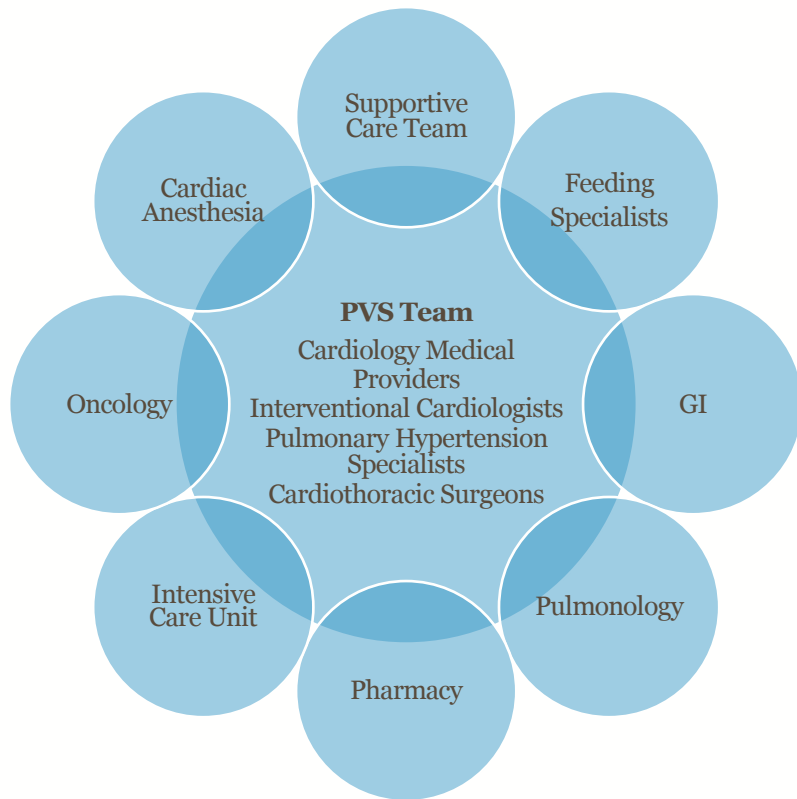 Supportive
Care Team
Feeding
Specialists
GI
Pulmonology
Pharmacy
Intensive
Care Unit
Oncology
Cardiac
Anesthesia
PVS Team
Cardiology Medical
Providers
Interventional Cardiologists
Pulmonary Hypertension
Specialists
Cardiothoracic Surgeons